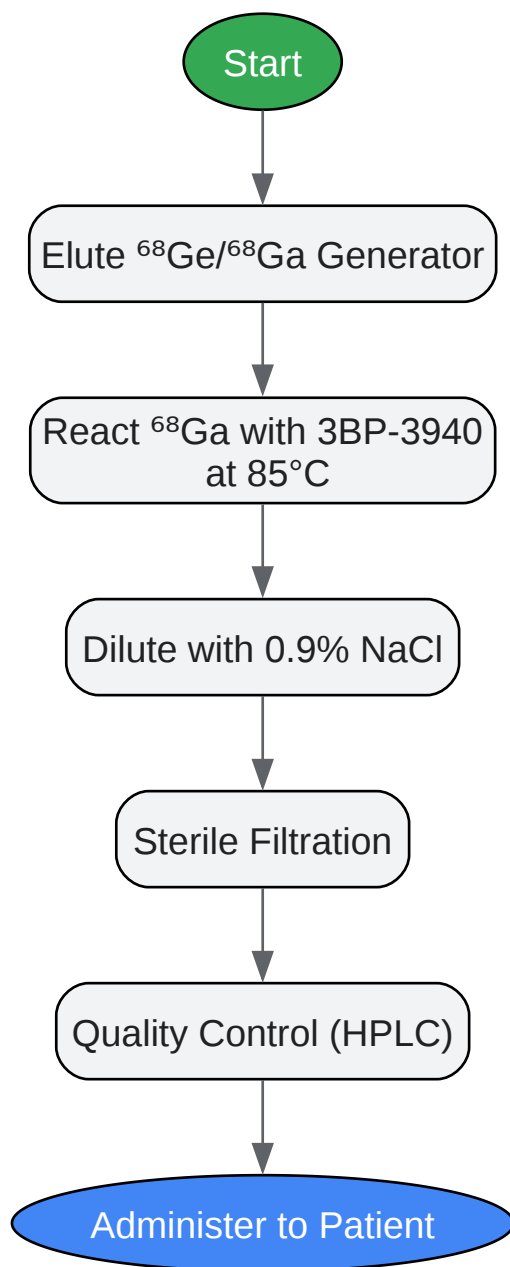 Start
Elute ⁶⁸Ge/⁶⁸Ga Generator
React ⁶⁸Ga with 3BP-3940
at 85°C
Dilute with 0.9% NaCl
Sterile Filtration
Quality Control (HPLC)
Administer to Patient